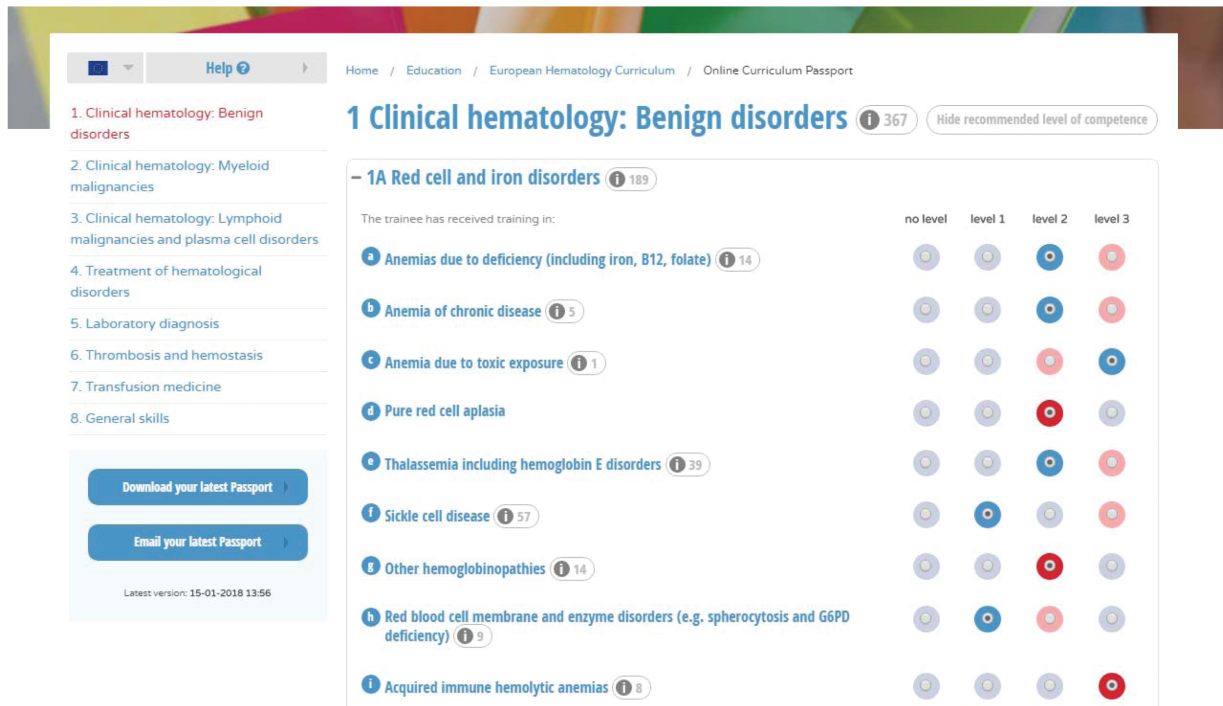 Help ?
Home / Education / European Hematology Curriculum / Online Curriculum Passport
1. Clinical hematology: Benign
disorders
2. Clinical hematology: Myeloid
malignancies
3. Clinical hematology: Lymphoid
malignancies and plasma cell disorders
4. Treatment of hematological
disorders
5. Laboratory diagnosis
6. Thrombosis and hemostasis
7. Transfusion medicine
8. General skills
Download your latest Passport
Email your latest Passport
Latest version: 15-01-2018 13:56
1 Clinical hematology: Benign disorders i 367 Hide recommended level of competence
– 1A Red cell and iron disorders i 189
The trainee has received training in: no level level 1 level 2 level 3
a Anemias due to deficiency (including iron, B12, folate) i 14
b Anemia of chronic disease i 5
c Anemia due to toxic exposure i 1
d Pure red cell aplasia
e Thalassemia including hemoglobin E disorders i 39
f Sickle cell disease i 57
g Other hemoglobinopathies i 14
h Red blood cell membrane and enzyme disorders (e.g. spherocytosis and G6PD
deficiency) i 9
i Acquired immune hemolytic anemias i 8